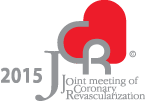 2015 JCR ©
JOint meeting of
Coronary
Revascularization